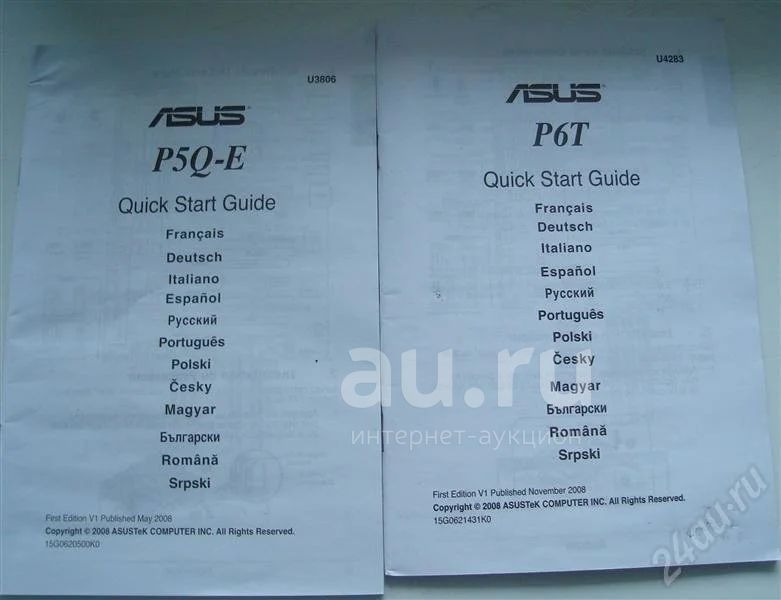 U3806
ASUS
P5Q-E
Quick Start Guide
Français
Deutsch
Italiano
Español
Русский
Português
Polski
Česky
Magyar
Български
Română
Srpski
First Edition V1 Published May 2008
Copyright © 2008 ASUSTeK COMPUTER INC. All Rights Reserved.
15G0620500K0
U4283
ASUS
P6T
Quick Start Guide
Français
Deutsch
Italiano
Español
Русский
Português
Polski
Česky
Magyar
Български
Română
Srpski
First Edition V1 Published November 2008
Copyright © 2008 ASUSTeK COMPUTER INC. All Rights Reserved.
15G0621431K0
au.ru
интернет-аукцион
24au.ru